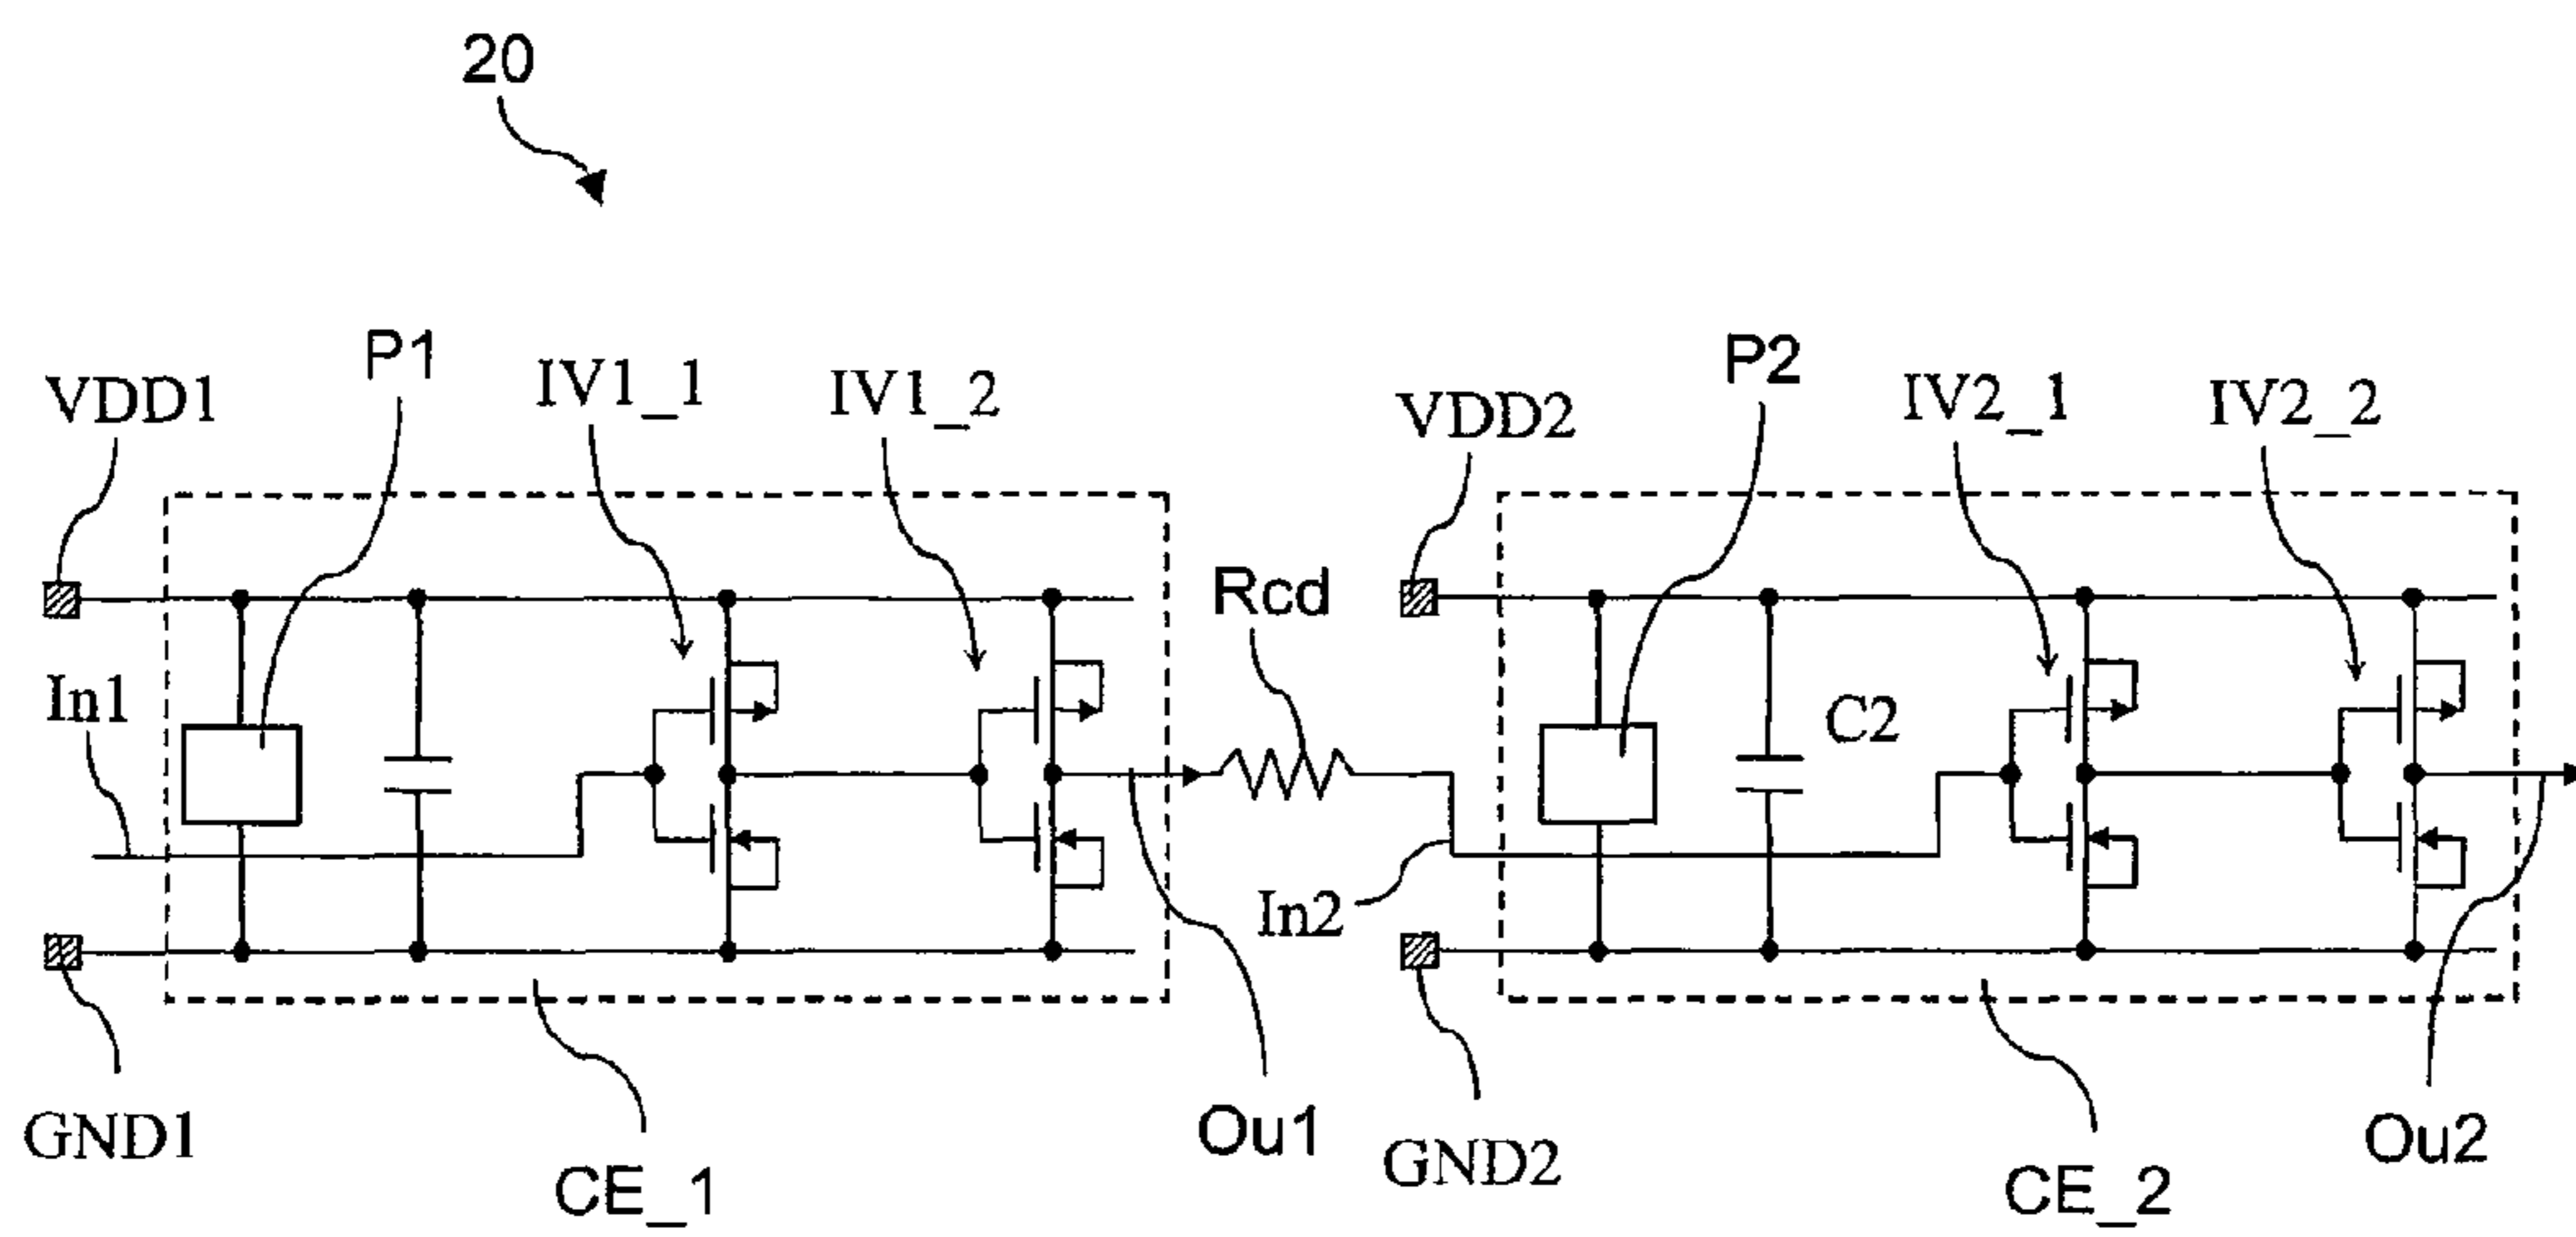 20
P1
IV1_1
IV1_2
VDD1
P2
VDD2
IV2_1
IV2_2
Rcd
In1
C2
In2
GND1
Ou1
GND2
Ou2
CE_1
CE_2